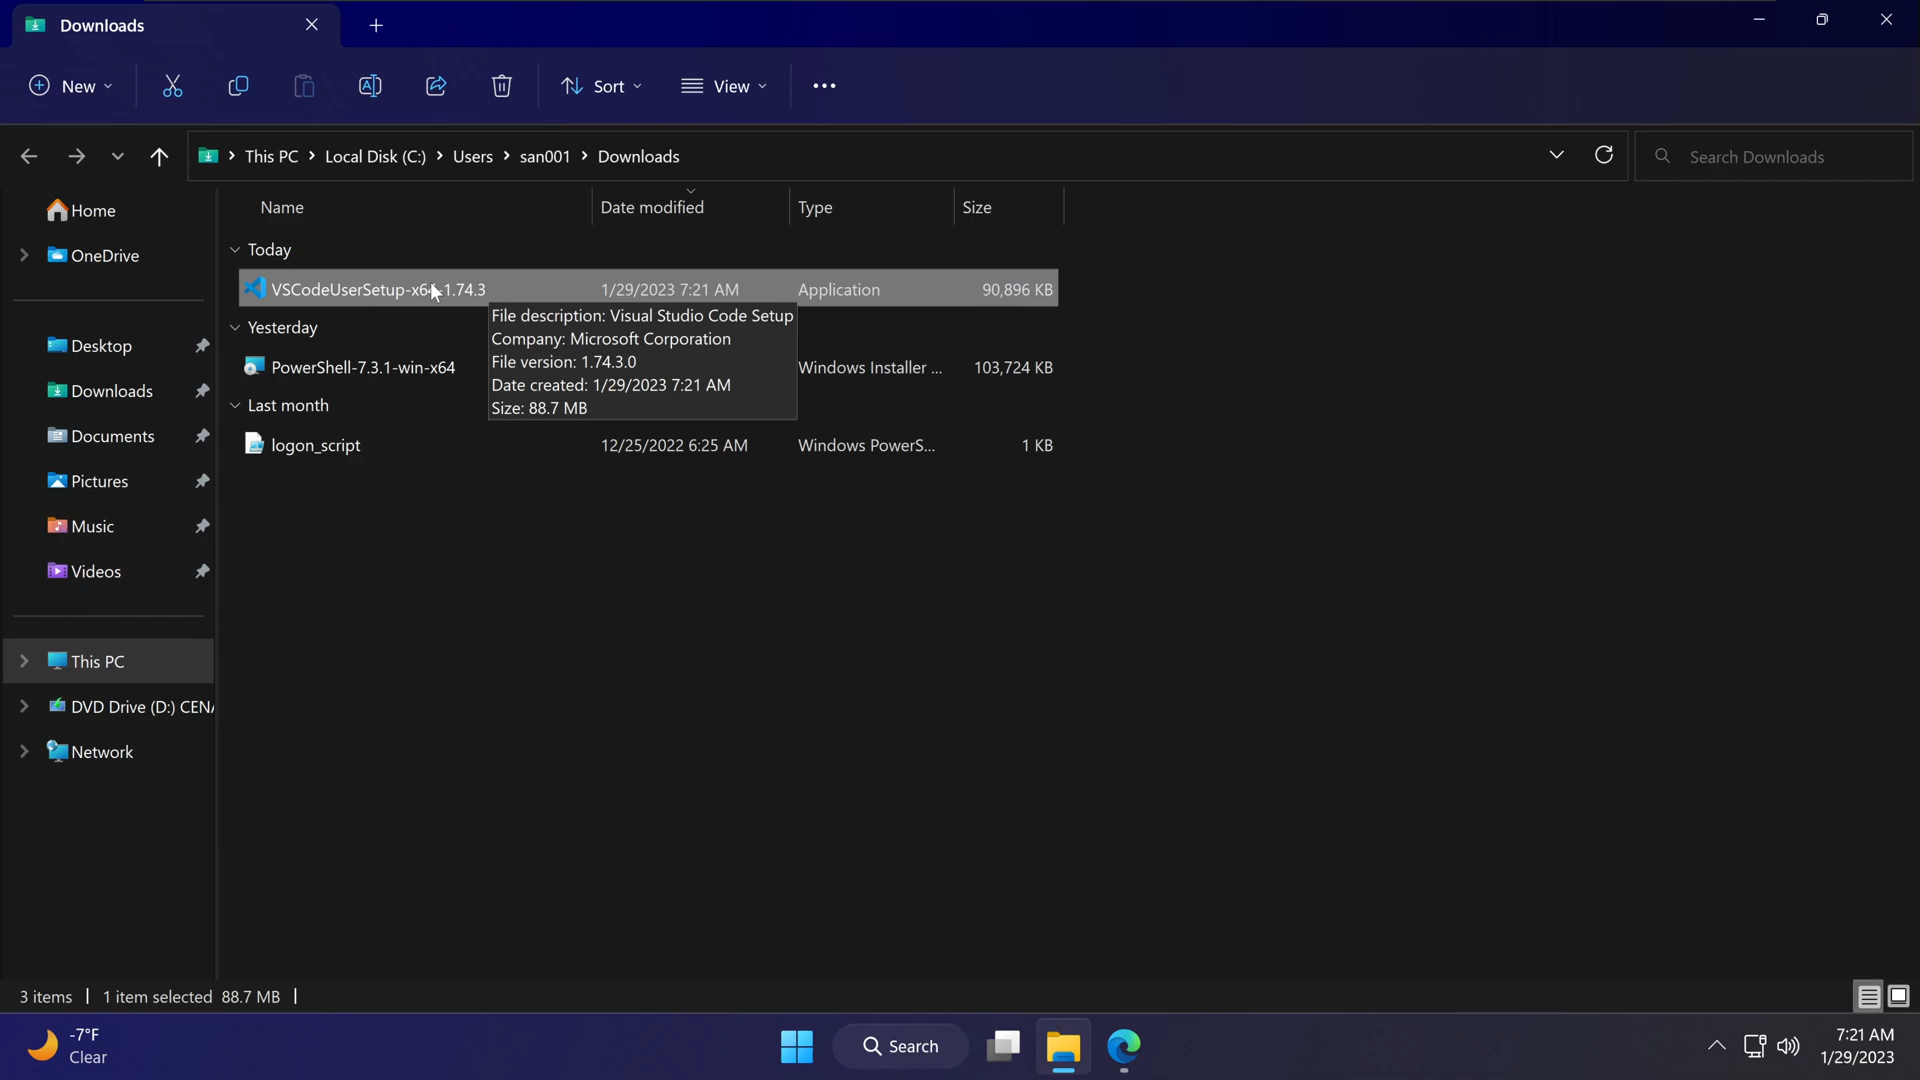 Downloads
New
Sort
View
This PC
Local Disk (C:)
Users
san001
Downloads
Search Downloads
Home
OneDrive
Desktop
Downloads
Documents
Pictures
Music
Videos
This PC
DVD Drive (D:) CEN
Network
Name
Date modified
Type
Size
Today
VSCodeUserSetup-x64-1.74.3
1/29/2023 7:21 AM
Application
90,896 KB
File description: Visual Studio Code Setup
Company: Microsoft Corporation
File version: 1.74.3.0
Date created: 1/29/2023 7:21 AM
Size: 88.7 MB
Yesterday
PowerShell-7.3.1-win-x64
Windows Installer ...
103,724 KB
Last month
logon_script
12/25/2022 6:25 AM
Windows PowerS...
1 KB
3 items
1 item selected 88.7 MB
-7°F
Clear
Search
7:21 AM
1/29/2023